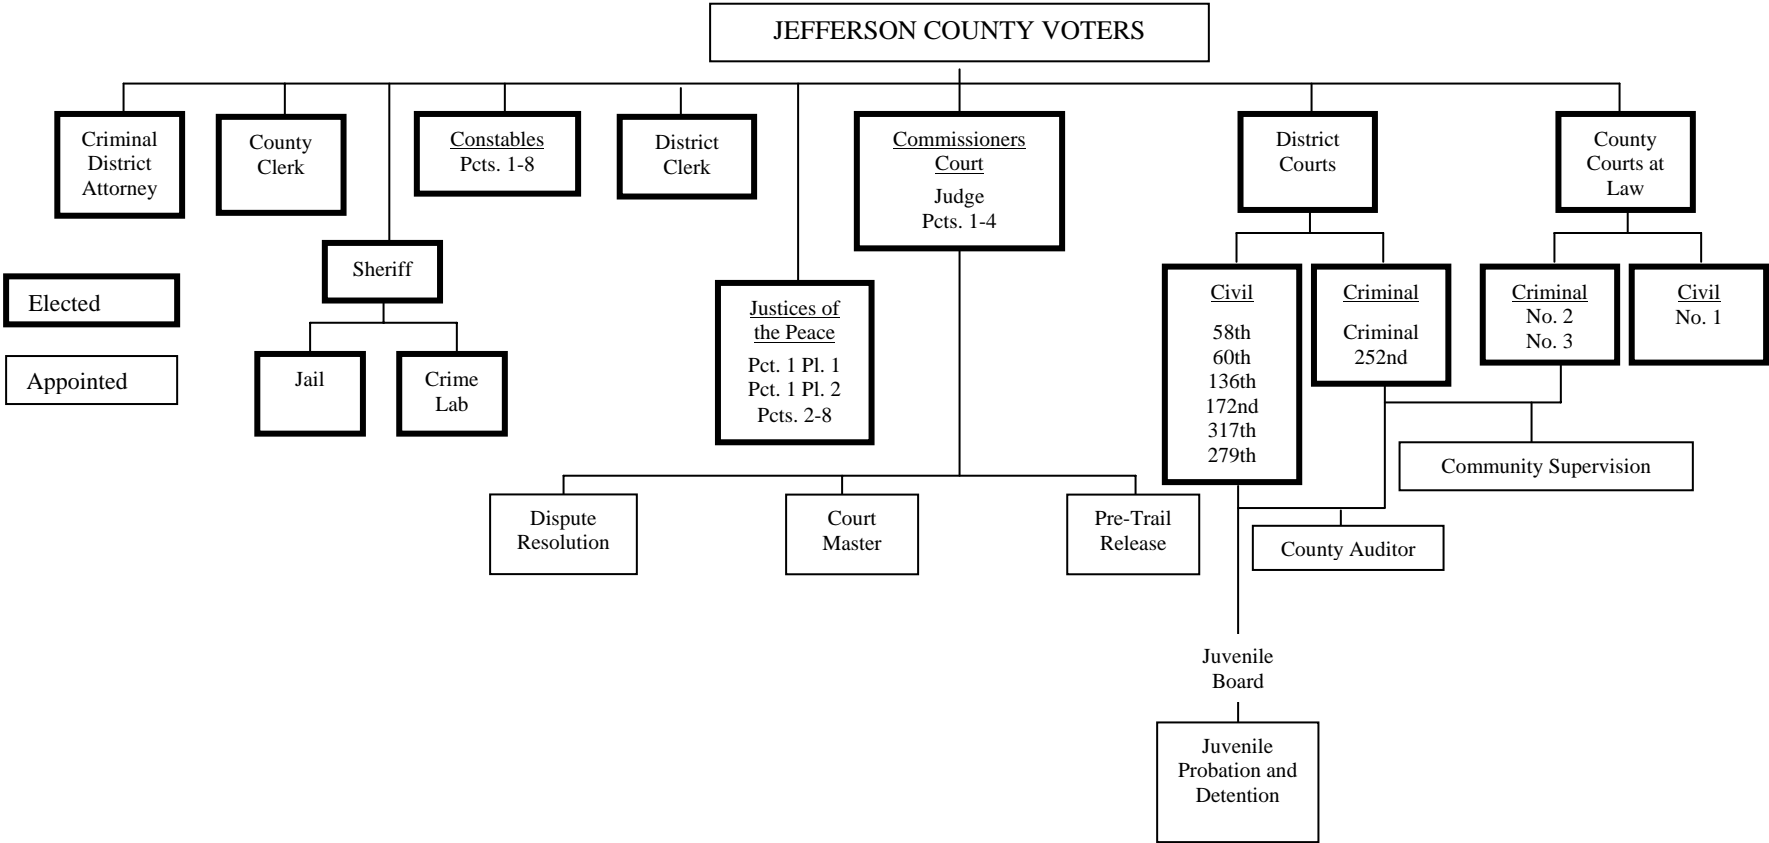 JEFFERSON COUNTY VOTERS
Criminal
District
Attorney
County
Clerk
Constables
Pcts. 1-8
District
Clerk
Commissioners
Court
Judge
Pcts. 1-4
District
Courts
County
Courts at
Law
Sheriff
Elected
Appointed
Jail
Crime
Lab
Justices of
the Peace
Pct. 1 Pl. 1
Pct. 1 Pl. 2
Pcts. 2-8
Civil
58th
60th
136th
172nd
317th
279th
Criminal
Criminal
252nd
Criminal
No. 2
No. 3
Civil
No. 1
Community Supervision
Dispute
Resolution
Court
Master
Pre-Trail
Release
County Auditor
Juvenile
Board
Juvenile
Probation and
Detention